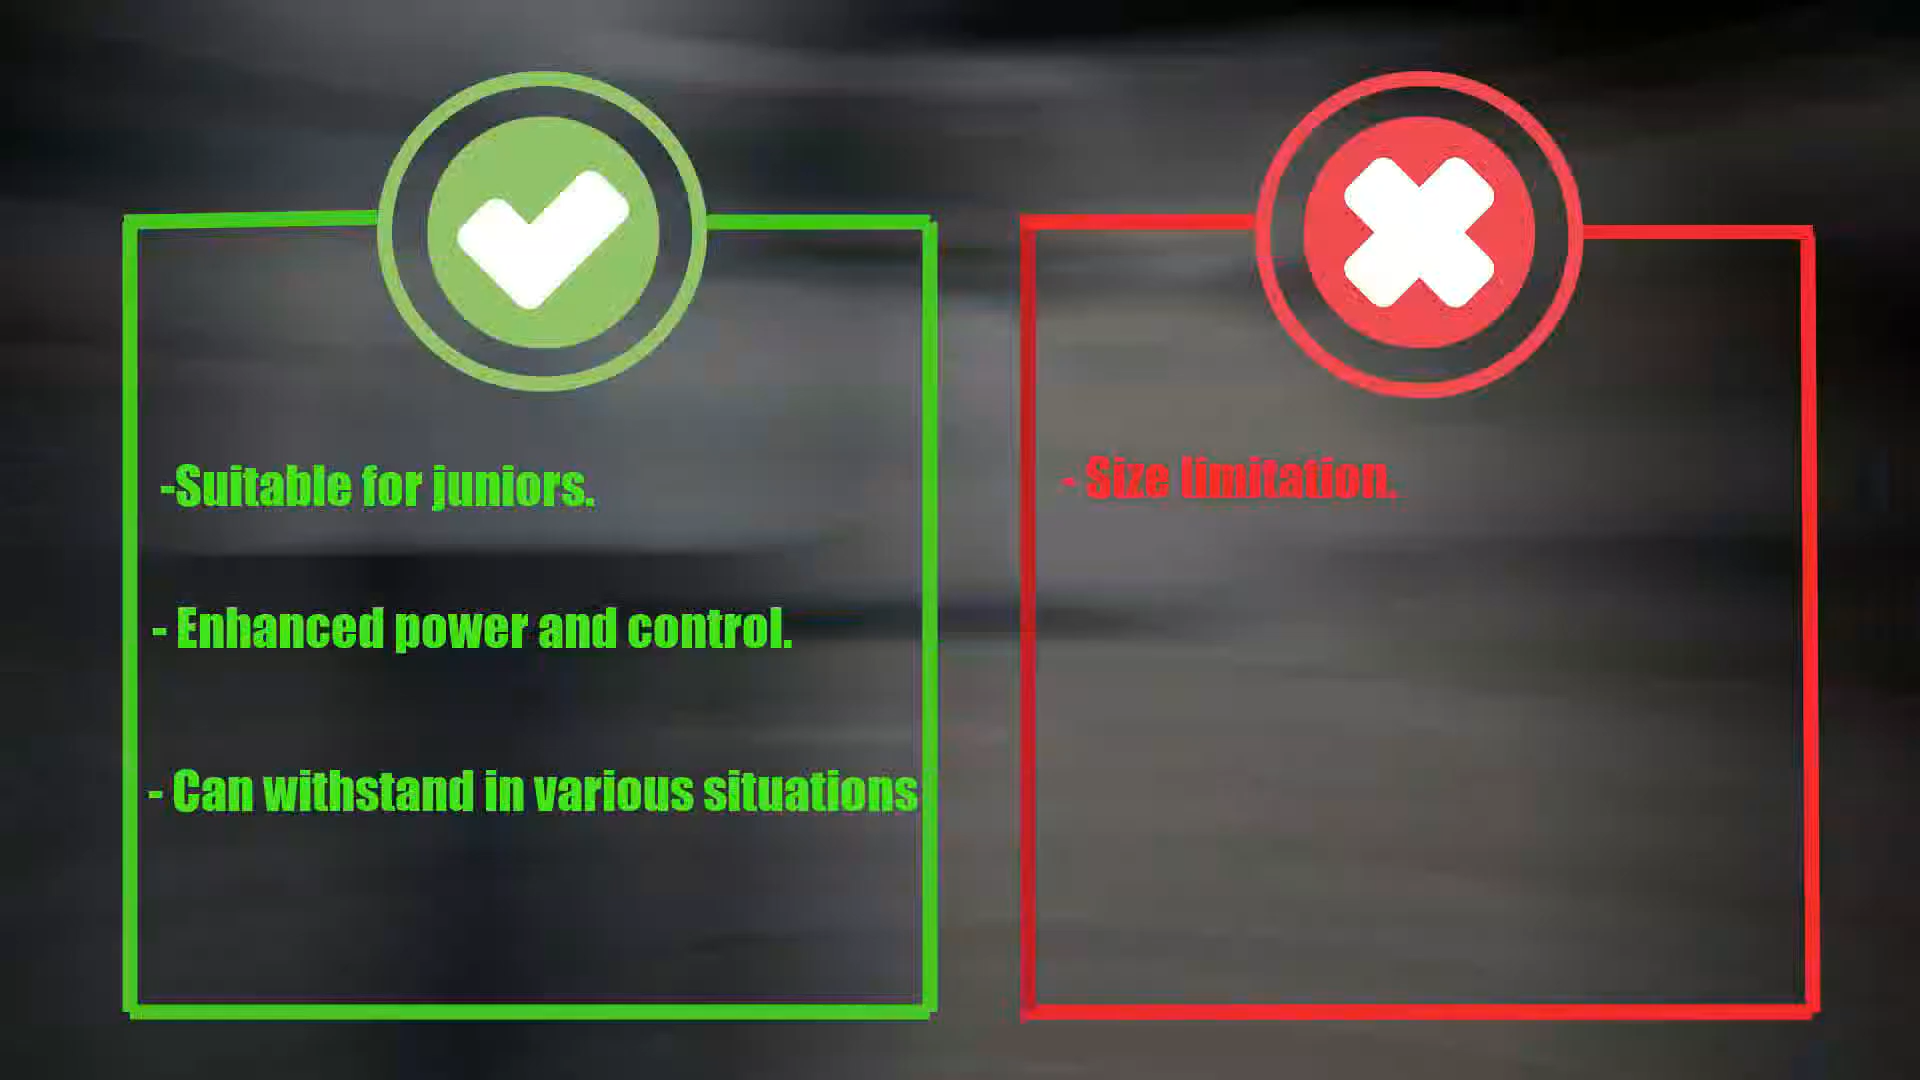 -Suitable for juniors.
- Enhanced power and control.
- Can withstand in various situations
- Size limitation.